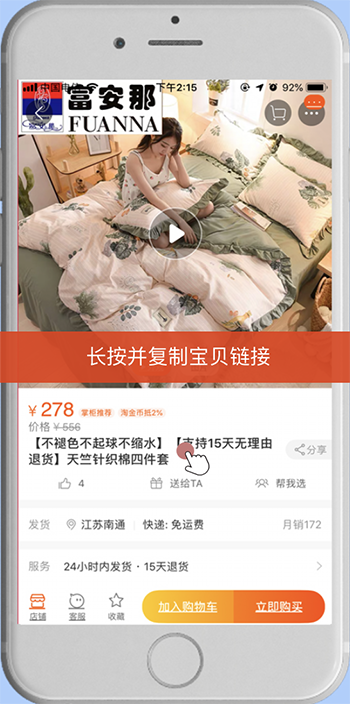 中国电信 下午2:15 92%
富安那
FUANNA
长按并复制宝贝链接
¥278 掌柜推荐 淘金币抵2%
价格 ¥556
【不褪色不起球不缩水】【支持15天无理由
退货】天竺针织棉四件套
分享
4 送给TA 帮我选
发货 江苏南通 快递: 免运费 月销172
服务 24小时内发货 · 15天退货
店铺 客服 收藏 加入购物车 立即购买